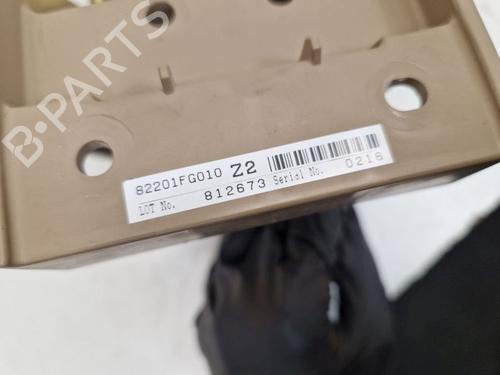 B-PARTS
82201FG010 Z2
LOT No. 812673 Serial No. 0216